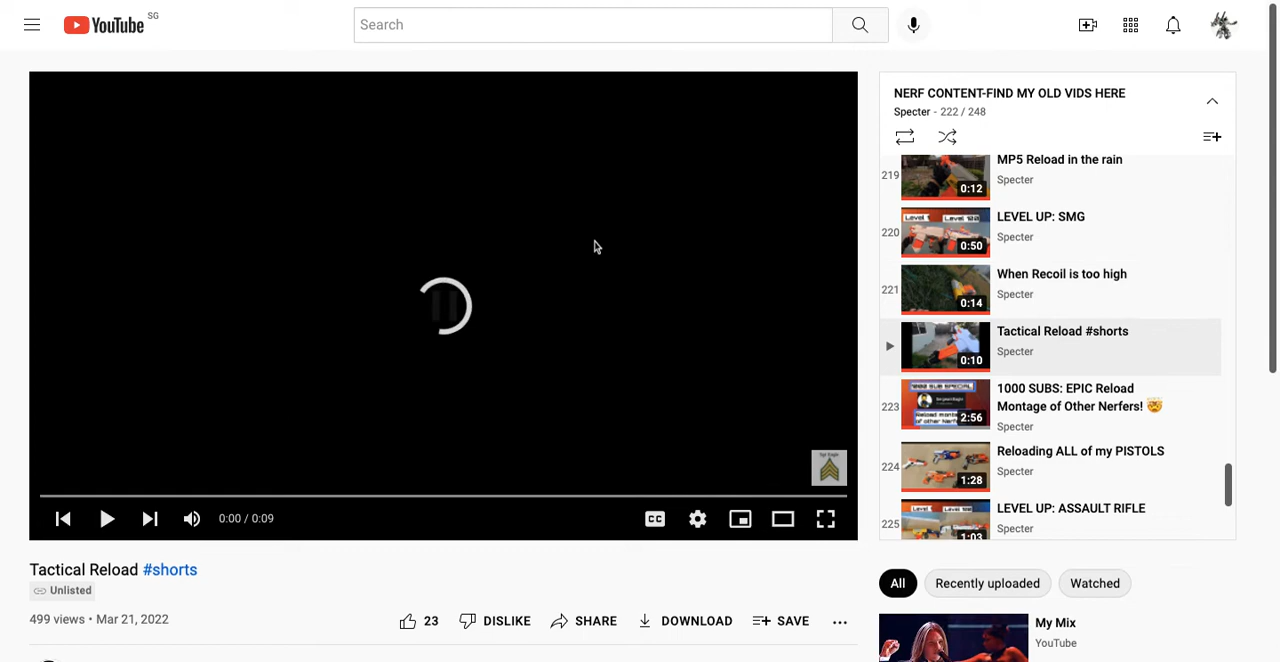 YouTube SG
Search
NERF CONTENT-FIND MY OLD VIDS HERE
Specter - 222 / 248
219
0:12
MP5 Reload in the rain
Specter
220
0:50
LEVEL UP: SMG
Specter
221
0:14
When Recoil is too high
Specter
0:10
Tactical Reload #shorts
Specter
223
2:56
1000 SUBS: EPIC Reload
Montage of Other Nerfers! 🤯
Specter
224
1:28
Reloading ALL of my PISTOLS
Specter
225
1:03
LEVEL UP: ASSAULT RIFLE
Specter
0:00 / 0:09
CC
Tactical Reload #shorts
Unlisted
499 views • Mar 21, 2022
23 DISLIKE SHARE DOWNLOAD SAVE
All Recently uploaded Watched
My Mix
YouTube